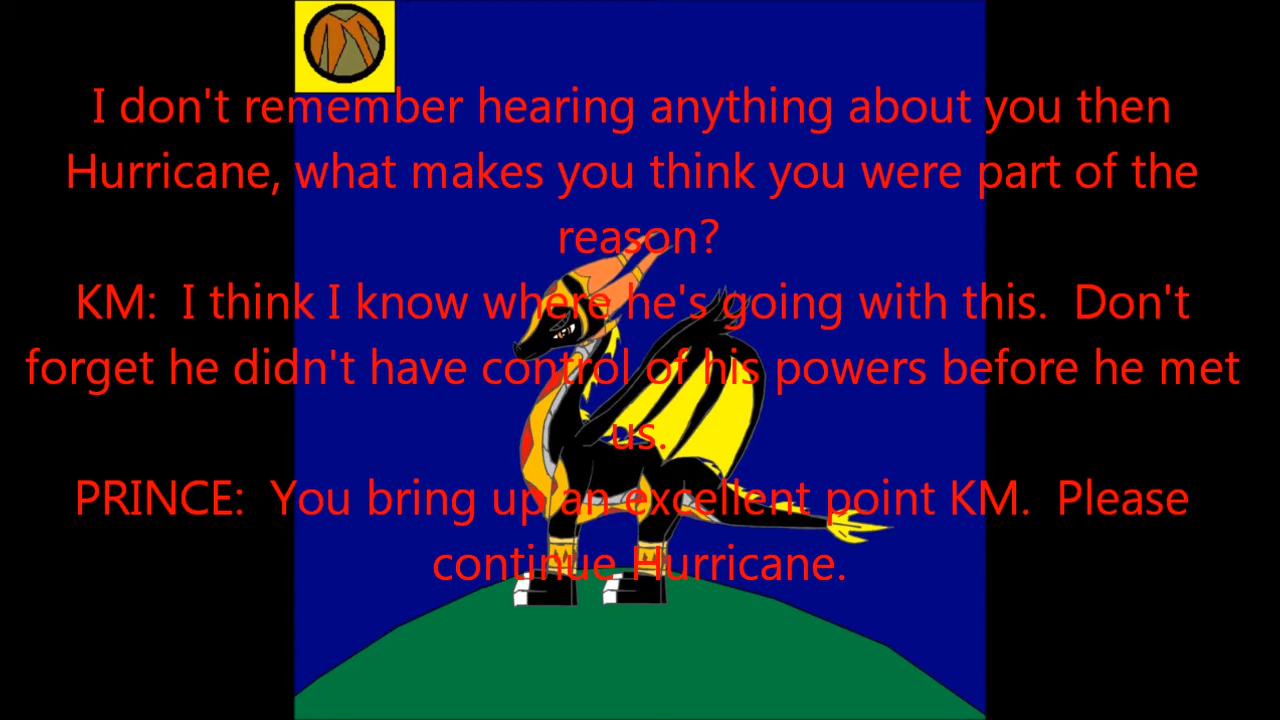 I don't remember hearing anything about you then
Hurricane, what makes you think you were part of the
reason?
KM:  I think I know where he's going with this.  Don't
forget he didn't have control of his powers before he met
us.
PRINCE:  You bring up an excellent point KM.  Please
continue Hurricane.